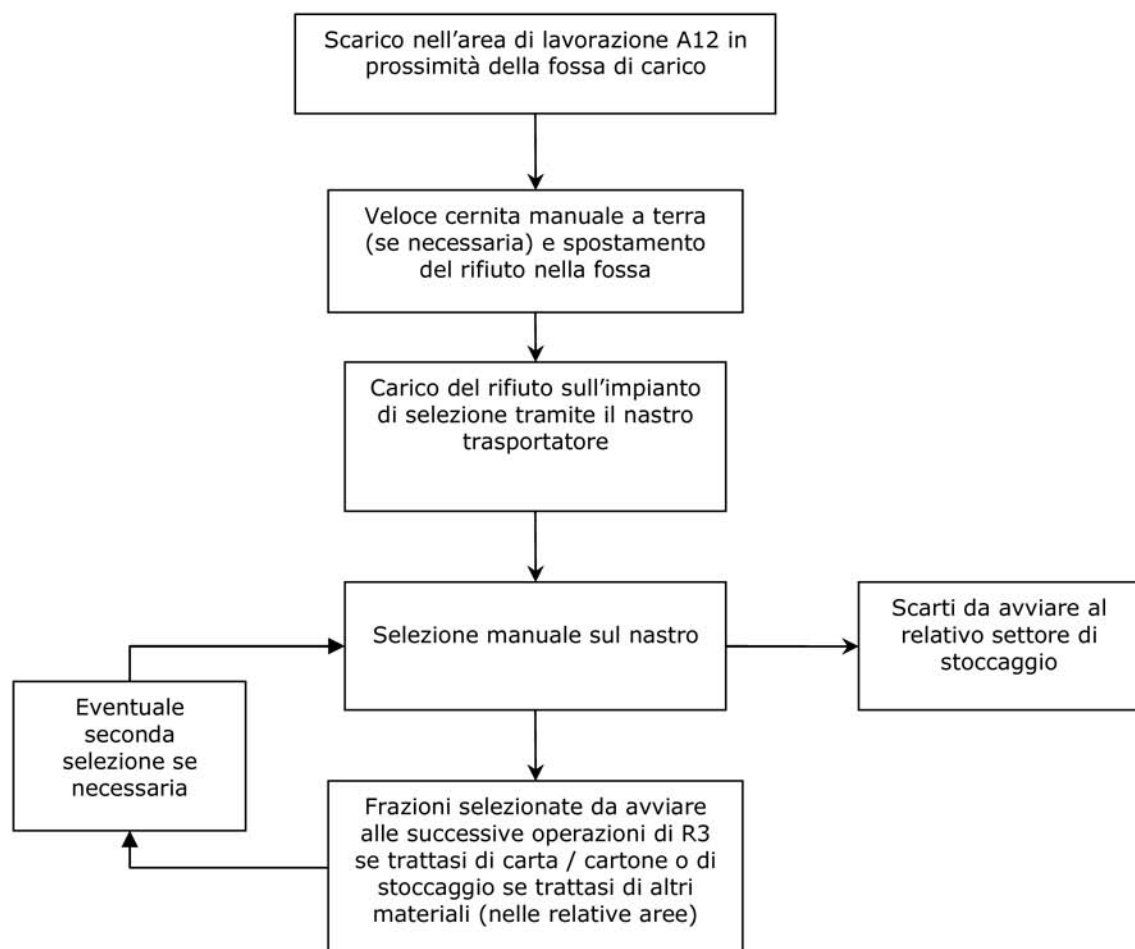 Scarico nell’area di lavorazione A12 in
prossimità della fossa di carico
Veloce cernita manuale a terra
(se necessaria) e spostamento
del rifiuto nella fossa
Carico del rifiuto sull’impianto
di selezione tramite il nastro
trasportatore
Selezione manuale sul nastro
Scarti da avviare al
relativo settore di
stoccaggio
Eventuale
seconda
selezione se
necessaria
Frazioni selezionate da avviare
alle successive operazioni di R3
se trattasi di carta / cartone o di
stoccaggio se trattasi di altri
materiali (nelle relative aree)